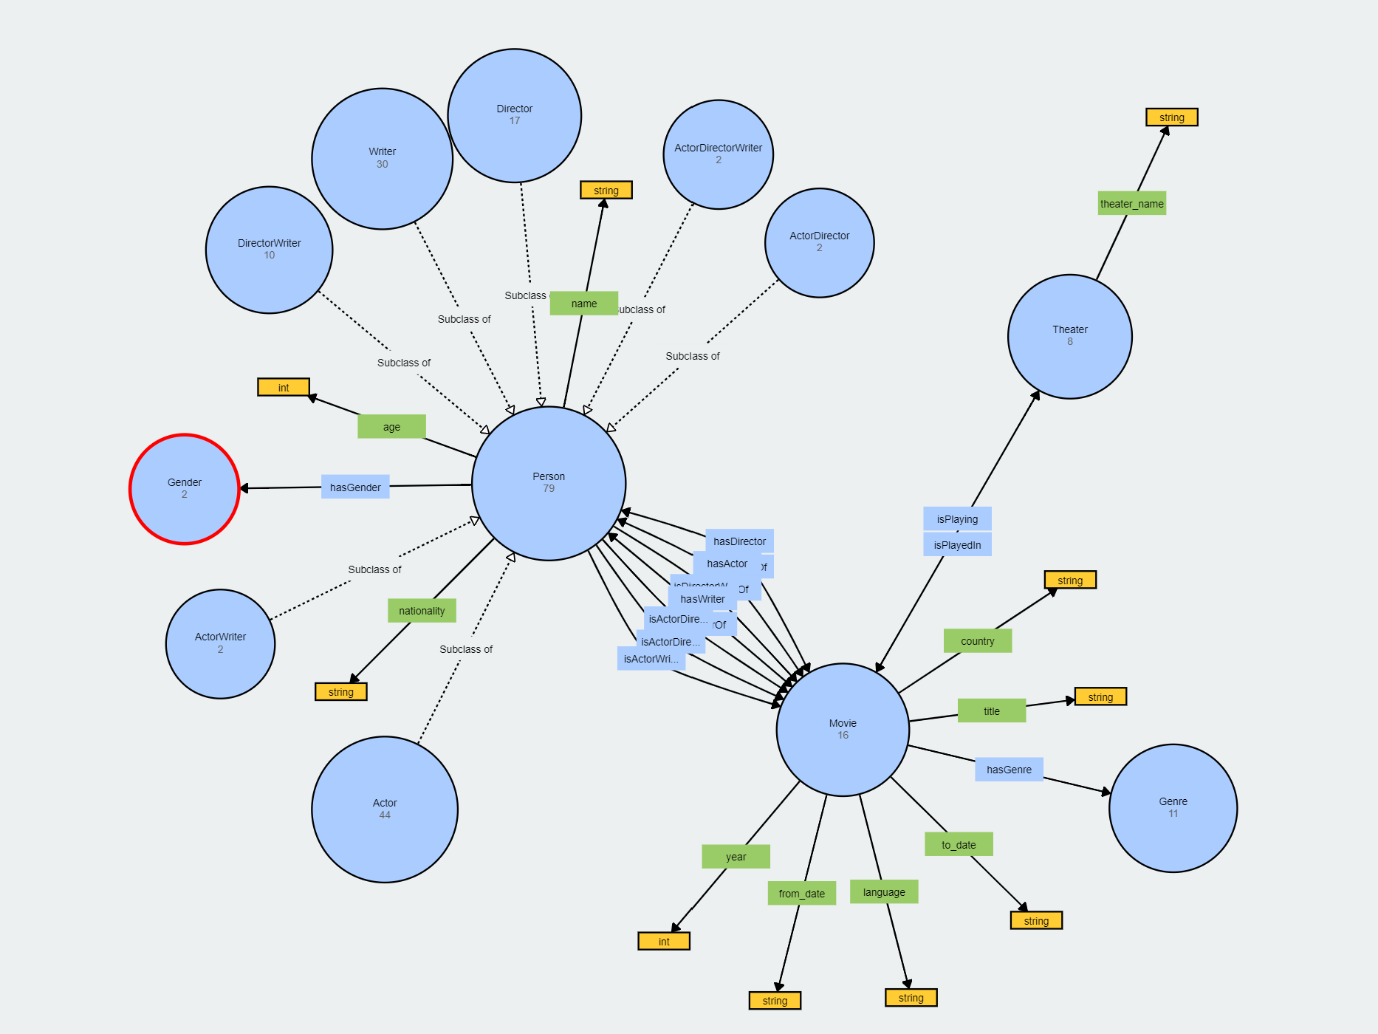 Director
17
Writer
30
ActorDirectorWriter
2
string
string
theater_name
DirectorWriter
10
ActorDirector
2
Subclass
name
ubclass of
Subclass of
Subclass of
Subclass of
Theater
8
int
age
Gender
2
hasGender
Person
79
isPlaying
isPlayedIn
hasDirector
hasActor
Of
hasWriter
isActorDire...
rOf
isActorDire...
isActorWri...
Subclass of
nationality
string
ActorWriter
2
Subclass of
string
country
string
title
Movie
16
hasGenre
Genre
11
Actor
44
year
from_date
language
to_date
int
string
string
string